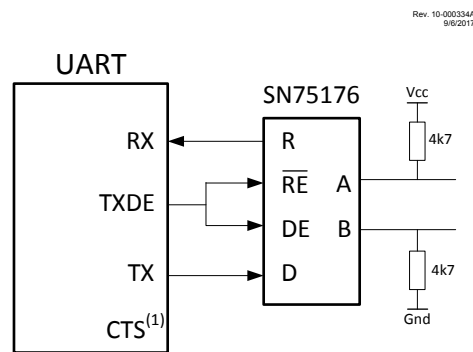 Rev. 10-000334A
9/6/2017
UART
SN75176
Vcc
4k7
RX
R
TXDE
RE
A
DE
B
TX
D
4k7
CTS(1)
Gnd